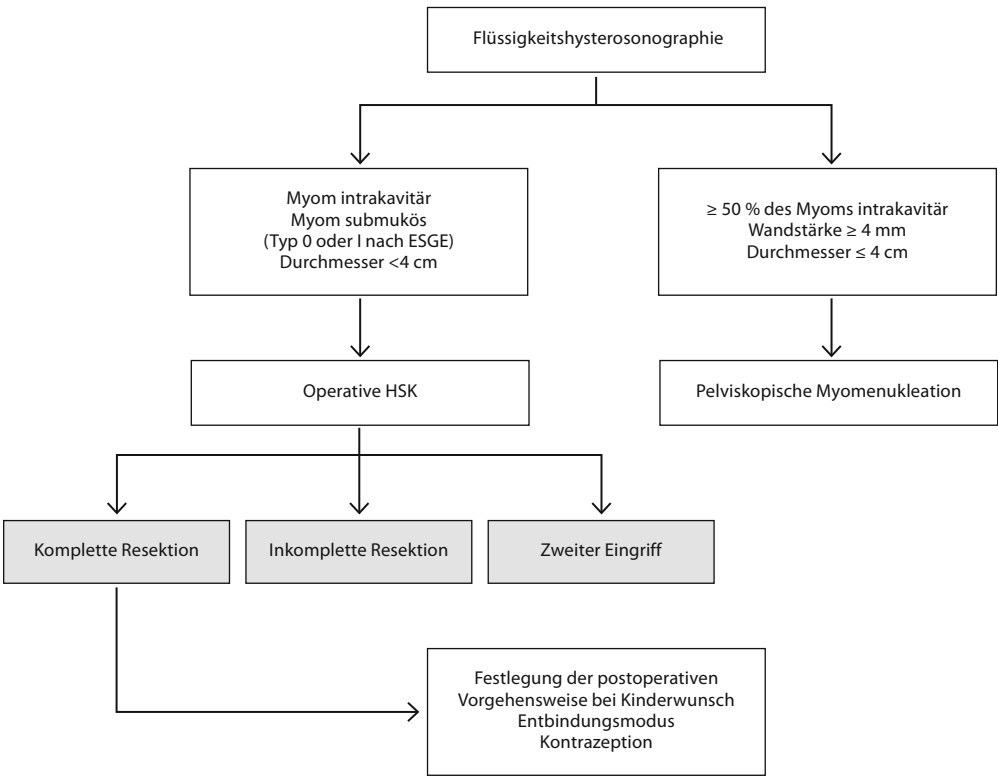 Flüssigkeitshysterosonographie
Myom intrakavitär
Myom submukös
(Typ 0 oder I nach ESGE)
Durchmesser <4 cm
≥ 50 % des Myoms intrakavitär
Wandstärke ≥ 4 mm
Durchmesser ≤ 4 cm
Operative HSK
Pelviskopische Myomenukleation
Komplette Resektion
Inkomplette Resektion
Zweiter Eingriff
Festlegung der postoperativen
Vorgehensweise bei Kinderwunsch
Entbindungsmodus
Kontrazeption